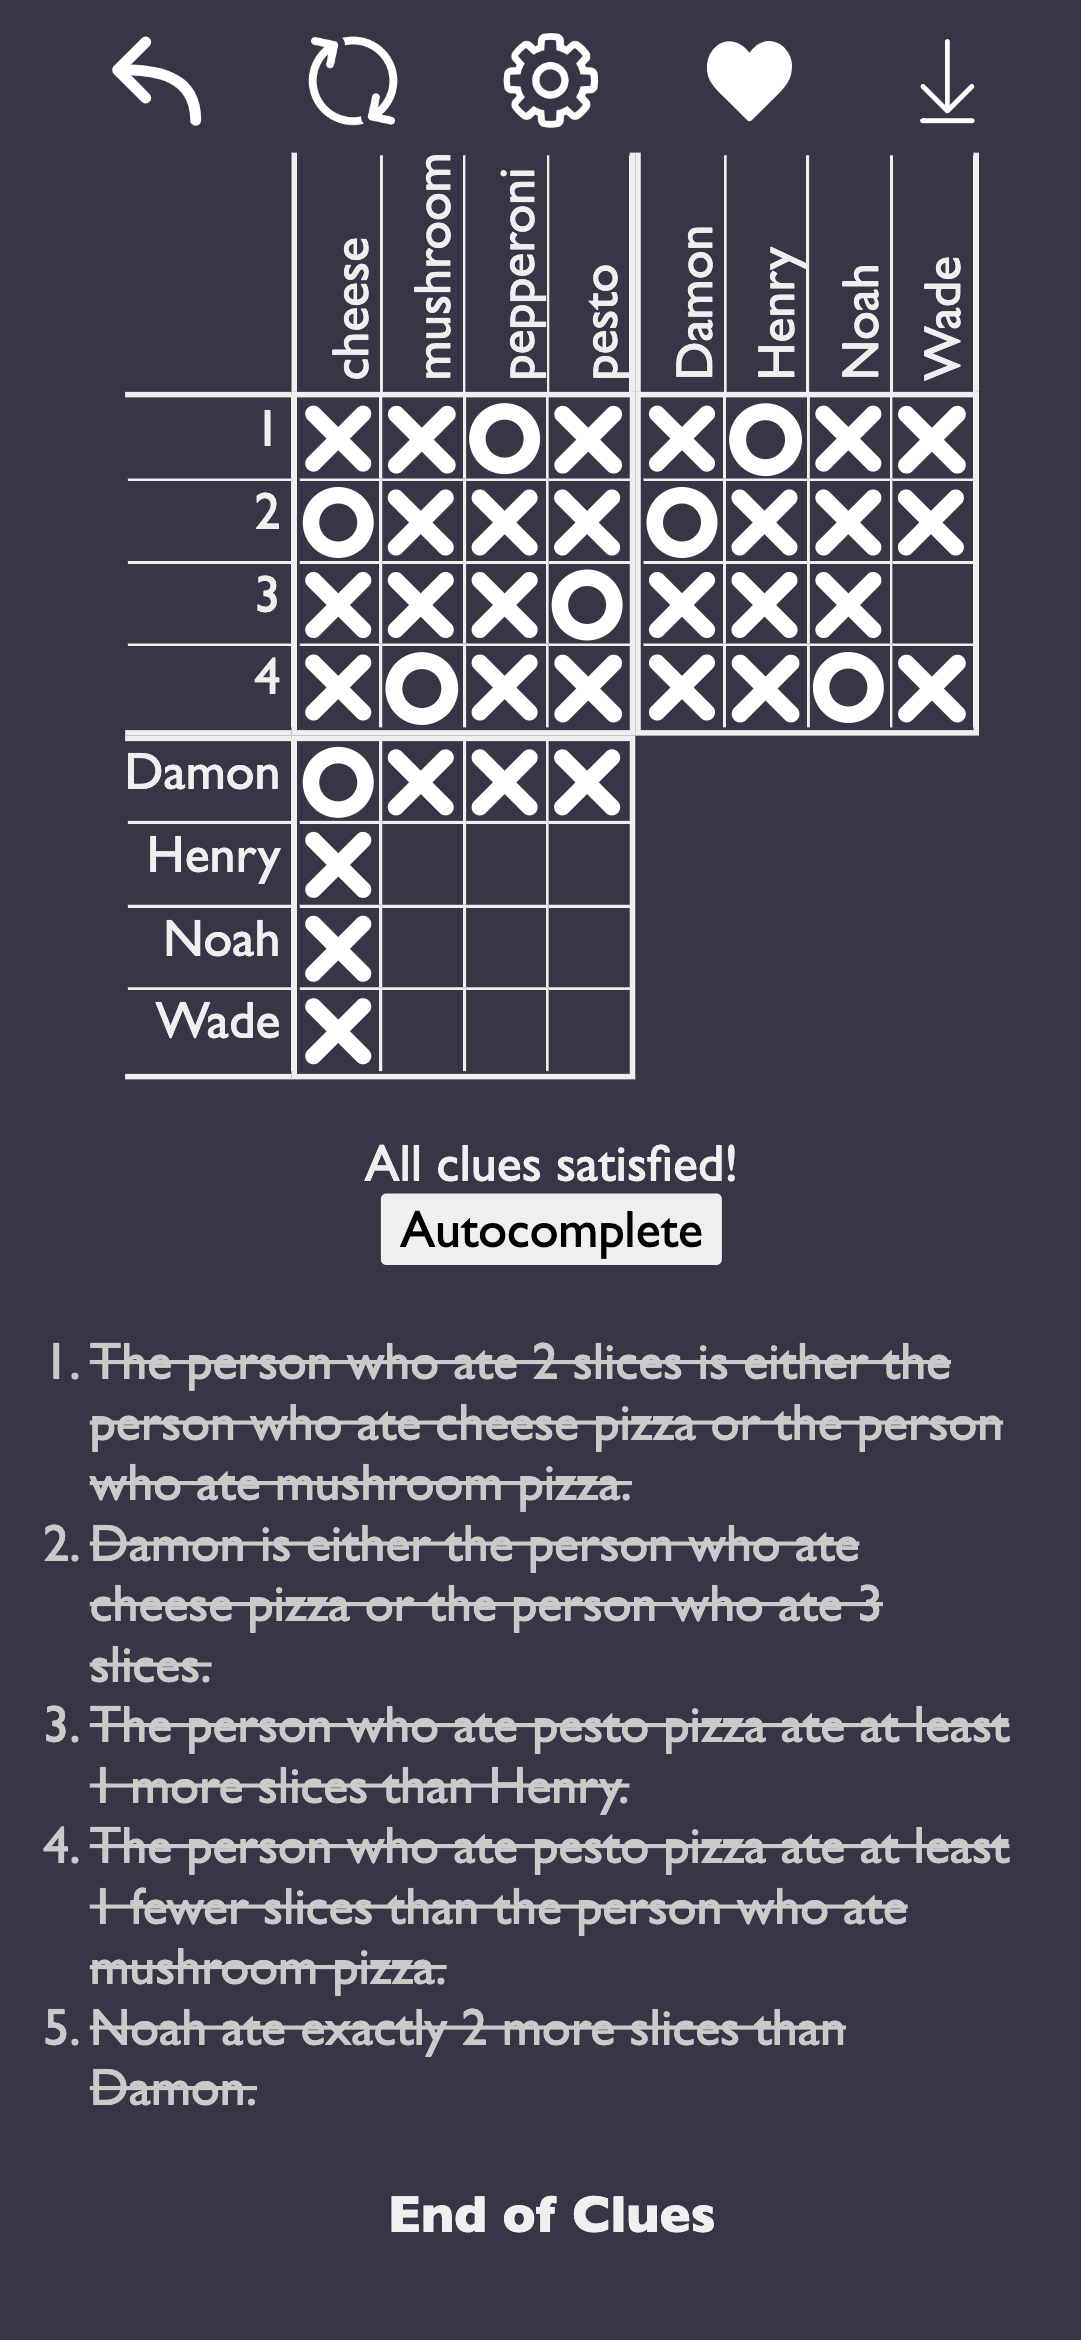 cheese mushroom pepperoni pesto Damon Henry Noah Wade
1
2
3
4
Damon
Henry
Noah
Wade
All clues satisfied!
Autocomplete
1. The person who ate 2 slices is either the
person who ate cheese pizza or the person
who ate mushroom pizza.
2. Damon is either the person who ate
cheese pizza or the person who ate 3
slices.
3. The person who ate pesto pizza ate at least
1 more slices than Henry.
4. The person who ate pesto pizza ate at least
1 fewer slices than the person who ate
mushroom pizza.
5. Noah ate exactly 2 more slices than
Damon.
End of Clues